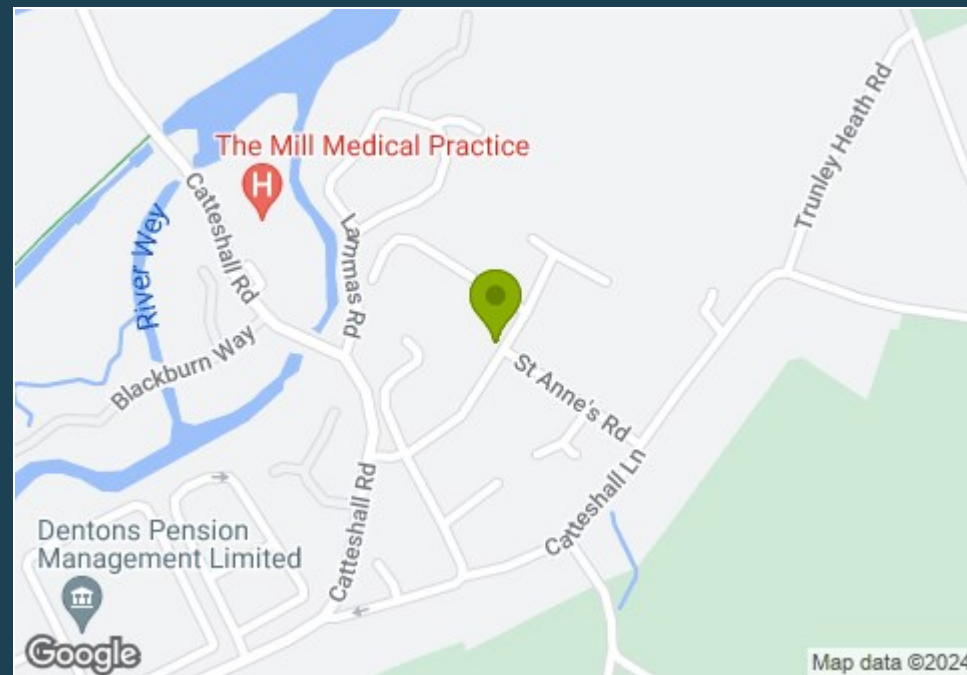 The Mill Medical Practice
H
Trunley Heath Rd
Catteshall Rd
Lammas Rd
River Wey
Blackburn Way
St Anne's Rd
Catteshall Ln
Catteshall Rd
Dentons Pension
Management Limited
Google
Map data ©2024